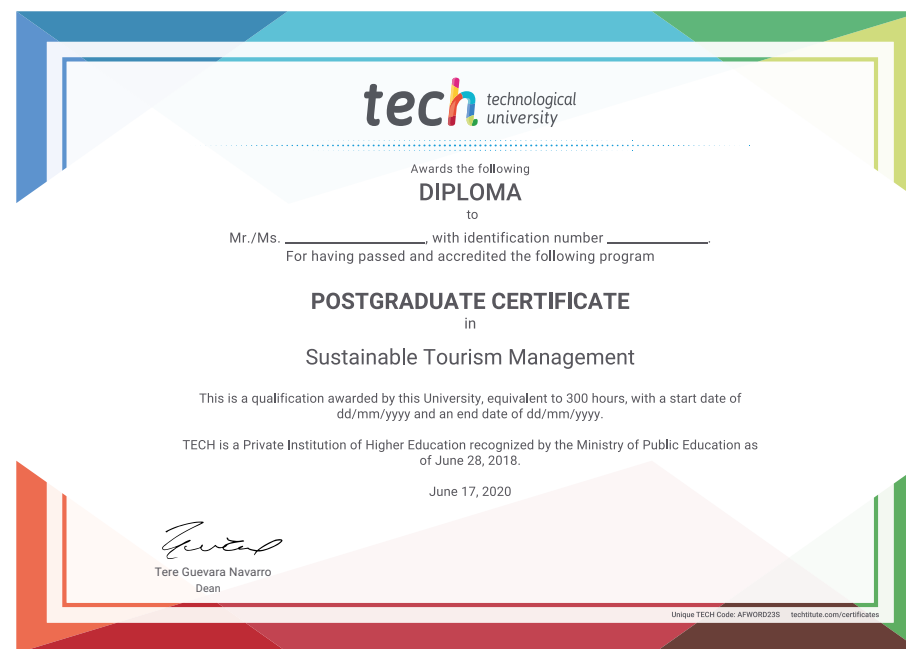 tech technological
university
Awards the following
DIPLOMA
to
Mr./Ms. ____________________, with identification number ______________.
For having passed and accredited the following program
POSTGRADUATE CERTIFICATE
in
Sustainable Tourism Management
This is a qualification awarded by this University, equivalent to 300 hours, with a start date of
dd/mm/yyyy and an end date of dd/mm/yyyy.
TECH is a Private Institution of Higher Education recognized by the Ministry of Public Education as
of June 28, 2018.
June 17, 2020
Tere Guevara Navarro
Dean
Unique TECH Code: AFWORD23S techtitute.com/certificates